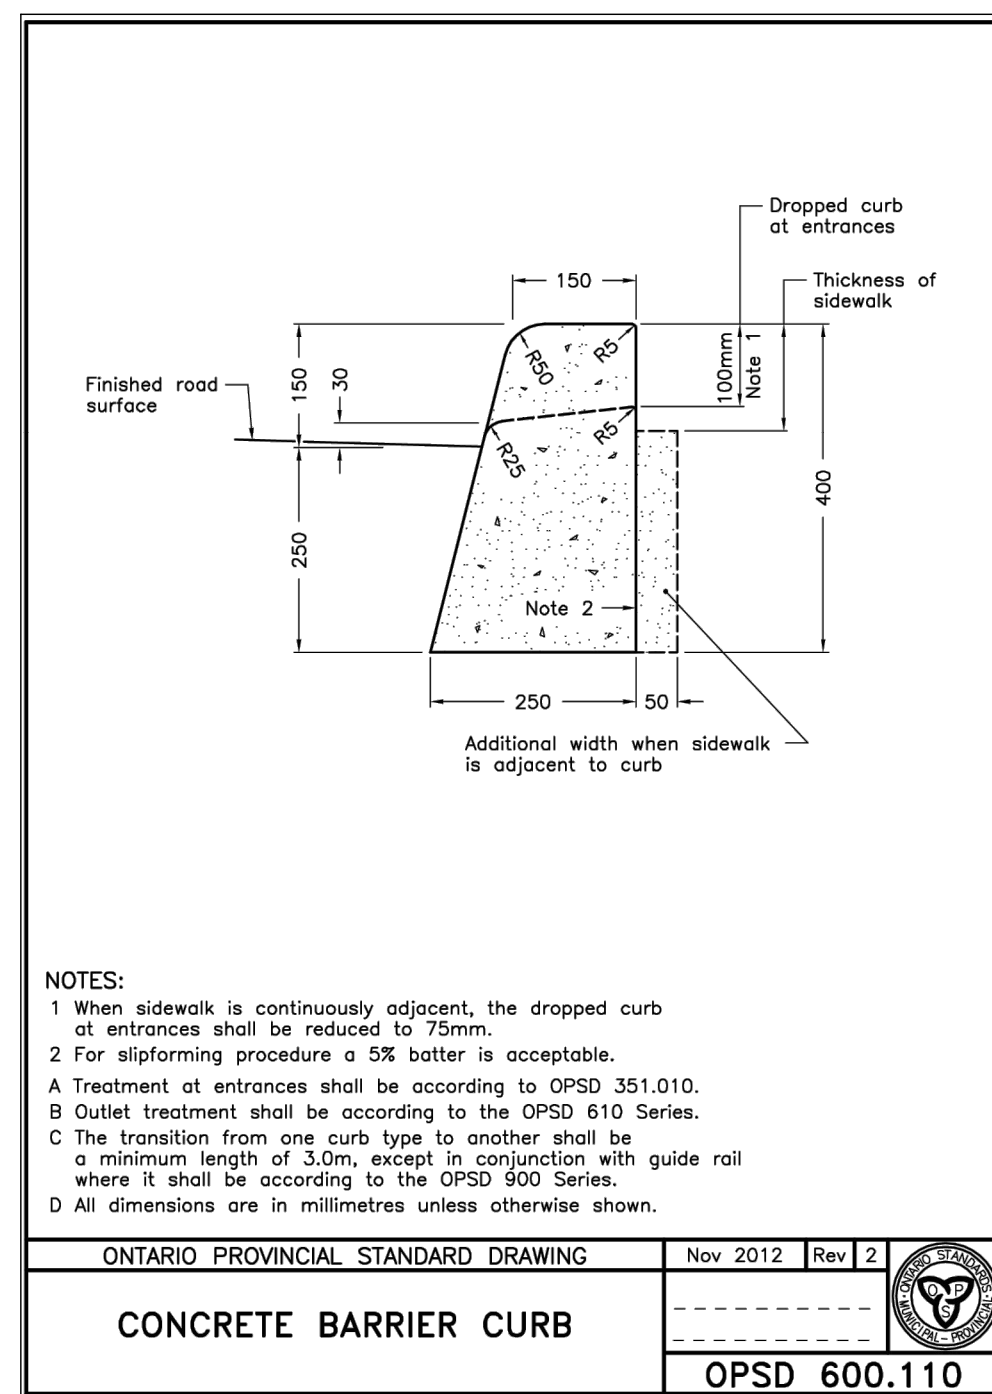 Dropped curb
at entrances
150
Thickness of
sidewalk
R50
R5
100mm
Note 1
150
30
Finished road
surface
R25
R5
400
250
Note 2
250
50
Additional width when sidewalk
is adjacent to curb
NOTES:
1 When sidewalk is continuously adjacent, the dropped curb
at entrances shall be reduced to 75mm.
2 For slipforming procedure a 5% batter is acceptable.
A Treatment at entrances shall be according to OPSD 351.010.
B Outlet treatment shall be according to the OPSD 610 Series.
C The transition from one curb type to another shall be
a minimum length of 3.0m, except in conjunction with guide rail
where it shall be according to the OPSD 900 Series.
D All dimensions are in millimetres unless otherwise shown.
ONTARIO PROVINCIAL STANDARD DRAWING
Nov 2012
Rev 2
CONCRETE BARRIER CURB
ONTARIO STANDARDS
MUNICIPAL - PROVINCIAL
O P S
OPSD 600.110